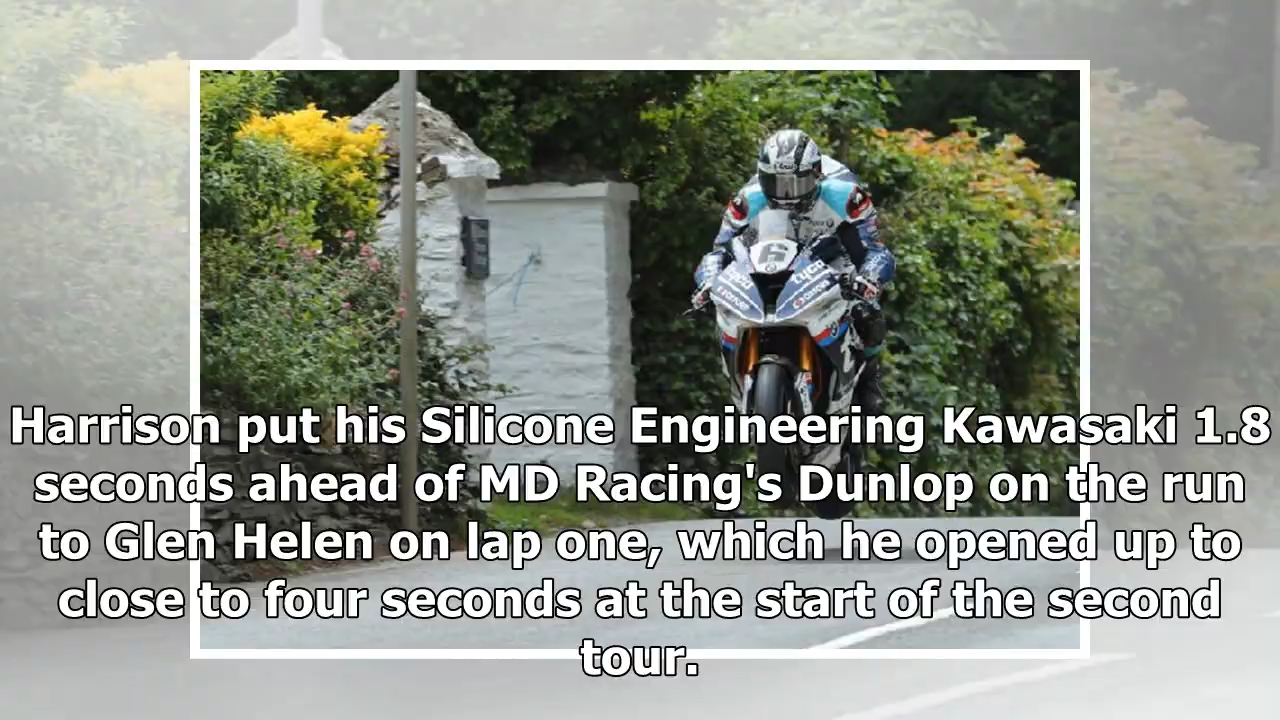 6
TYCO
Harrison put his Silicone Engineering Kawasaki 1.8
seconds ahead of MD Racing's Dunlop on the run
to Glen Helen on lap one, which he opened up to
close to four seconds at the start of the second
tour.